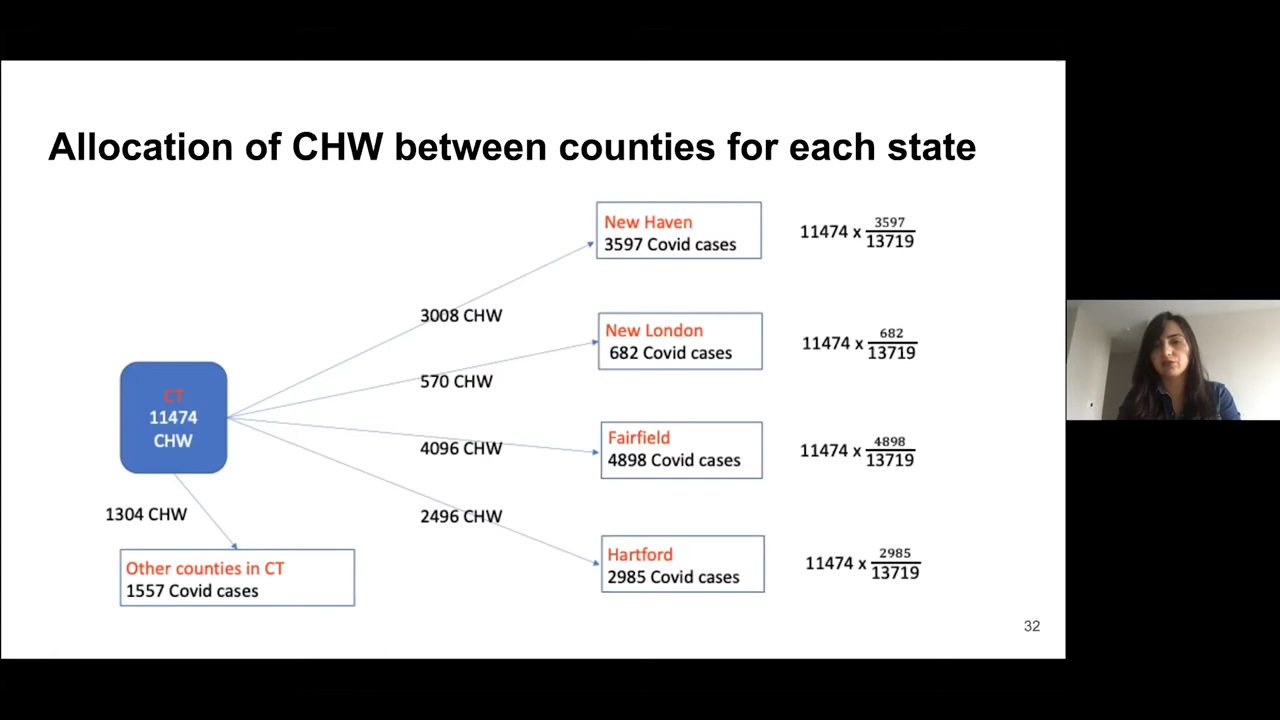 Allocation of CHW between counties for each state
New Haven
3597 Covid cases
11474 x 3597/13719
3008 CHW
New London
682 Covid cases
11474 x 682/13719
570 CHW
CT
11474
CHW
Fairfield
4898 Covid cases
11474 x 4898/13719
4096 CHW
2496 CHW
Hartford
2985 Covid cases
11474 x 2985/13719
1304 CHW
Other counties in CT
1557 Covid cases
32